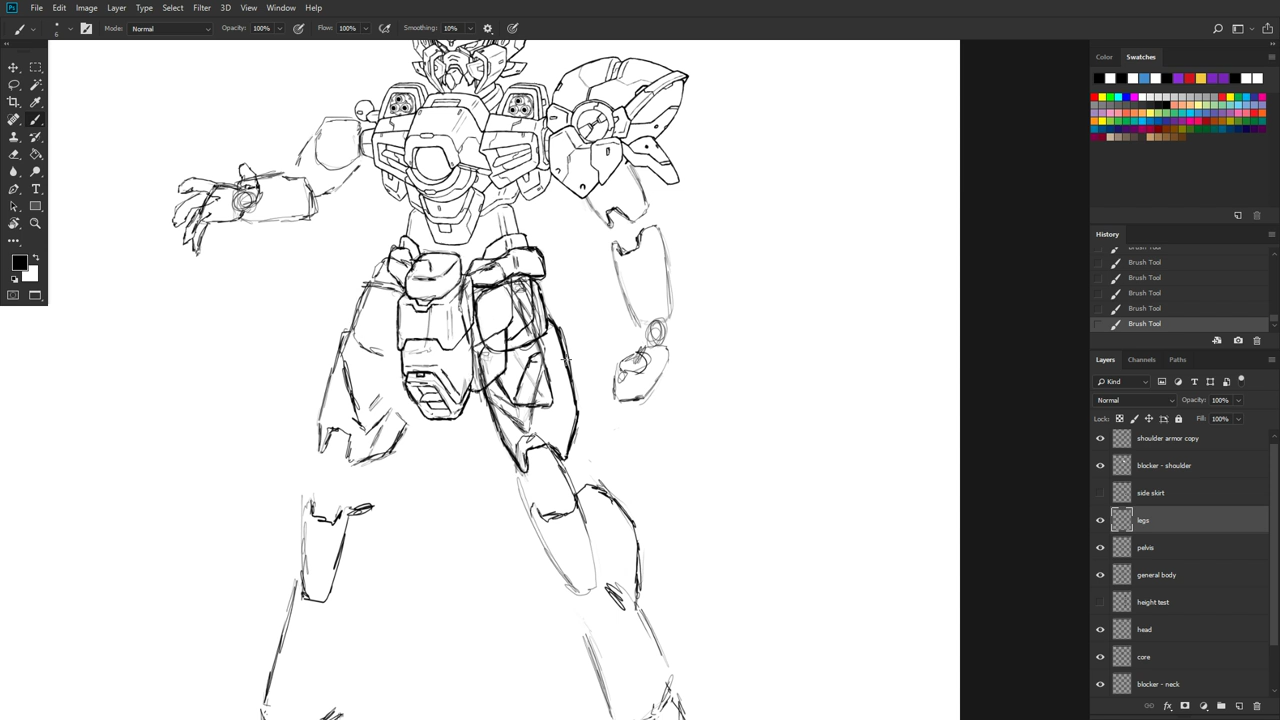 Ps File Edit Image Layer Type Select Filter 3D View Window Help
6 Mode: Normal Opacity: 100% Flow: 100% Smoothing: 10%
Color Swatches
History
Brush Tool
Brush Tool
Brush Tool
Brush Tool
Brush Tool
Layers Channels Paths
Kind
Normal Opacity: 100%
Lock: Fill: 100%
shoulder armor copy
blocker - shoulder
side skirt
legs
pelvis
general body
height test
head
core
blocker - neck
fx